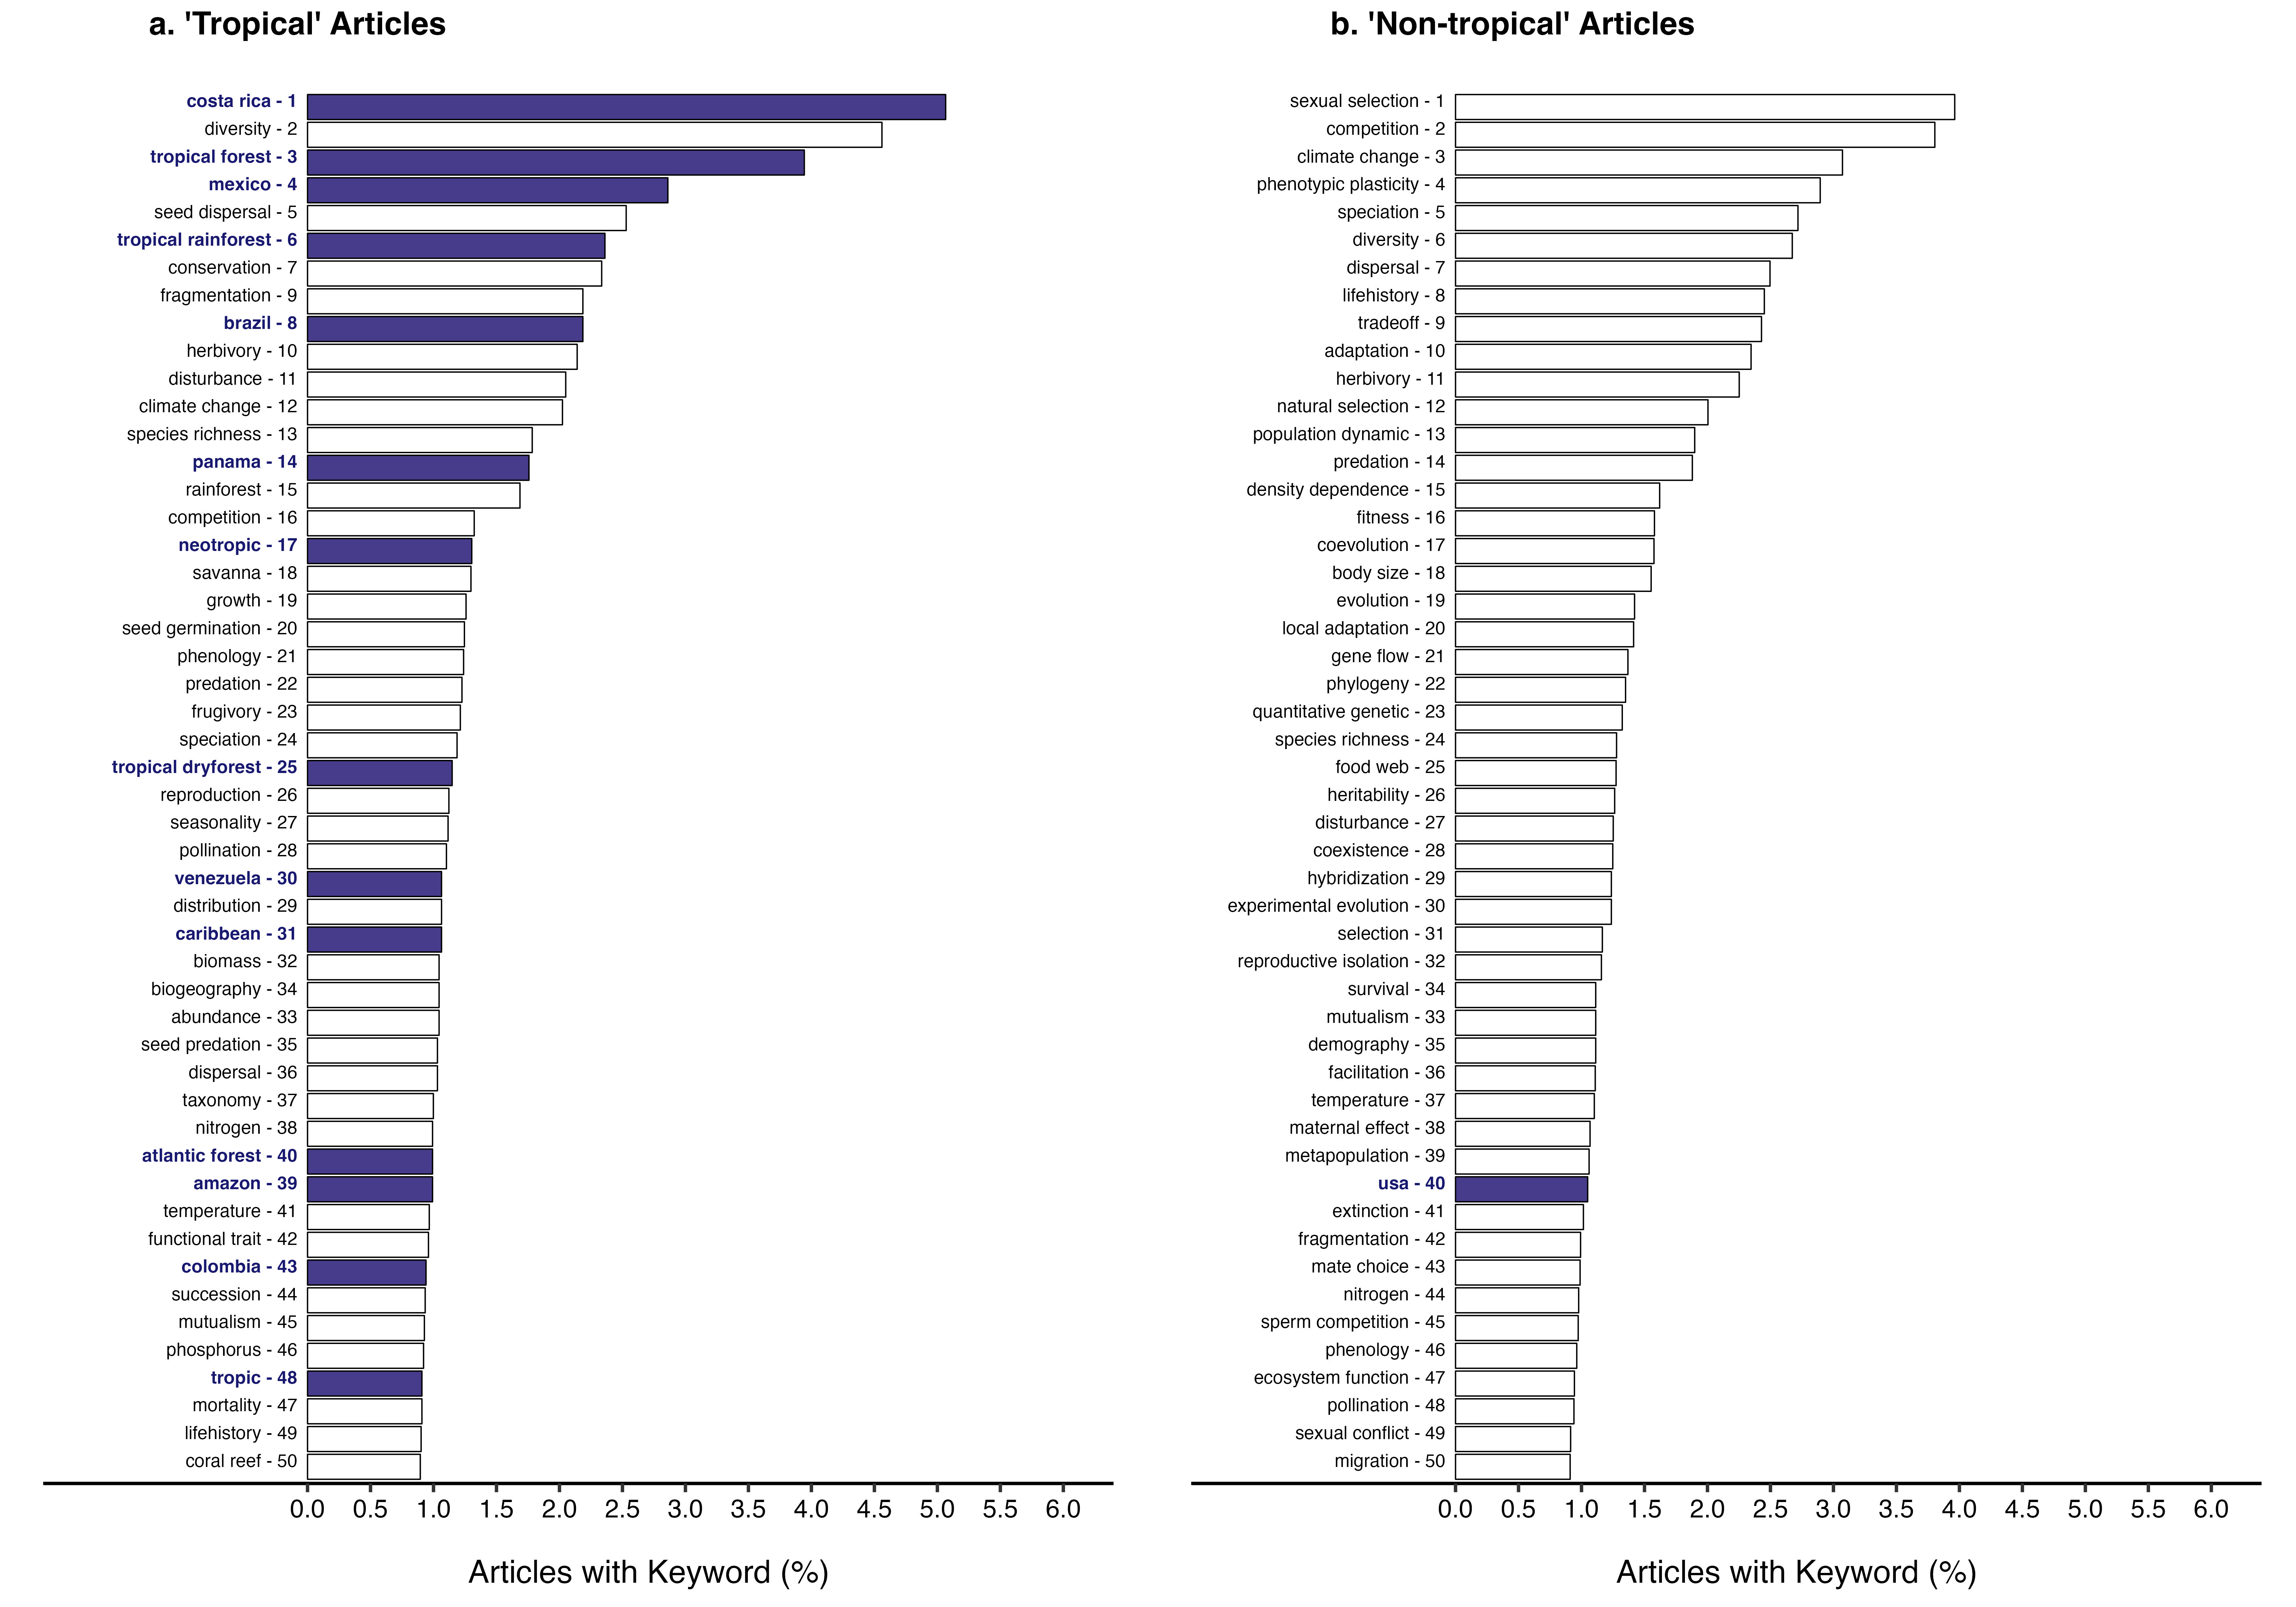 a. 'Tropical' Articles
costa rica - 1
diversity - 2
tropical forest - 3
mexico - 4
seed dispersal - 5
tropical rainforest - 6
conservation - 7
fragmentation - 9
brazil - 8
herbivory - 10
disturbance - 11
climate change - 12
species richness - 13
panama - 14
rainforest - 15
competition - 16
neotropic - 17
savanna - 18
growth - 19
seed germination - 20
phenology - 21
predation - 22
frugivory - 23
speciation - 24
tropical dryforest - 25
reproduction - 26
seasonality - 27
pollination - 28
venezuela - 30
distribution - 29
caribbean - 31
biomass - 32
biogeography - 34
abundance - 33
seed predation - 35
dispersal - 36
taxonomy - 37
nitrogen - 38
atlantic forest - 40
amazon - 39
temperature - 41
functional trait - 42
colombia - 43
succession - 44
mutualism - 45
phosphorus - 46
tropic - 48
mortality - 47
lifehistory - 49
coral reef - 50
0.0 0.5 1.0 1.5 2.0 2.5 3.0 3.5 4.0 4.5 5.0 5.5 6.0
Articles with Keyword (%)
b. 'Non-tropical' Articles
sexual selection - 1
competition - 2
climate change - 3
phenotypic plasticity - 4
speciation - 5
diversity - 6
dispersal - 7
lifehistory - 8
tradeoff - 9
adaptation - 10
herbivory - 11
natural selection - 12
population dynamic - 13
predation - 14
density dependence - 15
fitness - 16
coevolution - 17
body size - 18
evolution - 19
local adaptation - 20
gene flow - 21
phylogeny - 22
quantitative genetic - 23
species richness - 24
food web - 25
heritability - 26
disturbance - 27
coexistence - 28
hybridization - 29
experimental evolution - 30
selection - 31
reproductive isolation - 32
survival - 34
mutualism - 33
demography - 35
facilitation - 36
temperature - 37
maternal effect - 38
metapopulation - 39
usa - 40
extinction - 41
fragmentation - 42
mate choice - 43
nitrogen - 44
sperm competition - 45
phenology - 46
ecosystem function - 47
pollination - 48
sexual conflict - 49
migration - 50
0.0 0.5 1.0 1.5 2.0 2.5 3.0 3.5 4.0 4.5 5.0 5.5 6.0
Articles with Keyword (%)